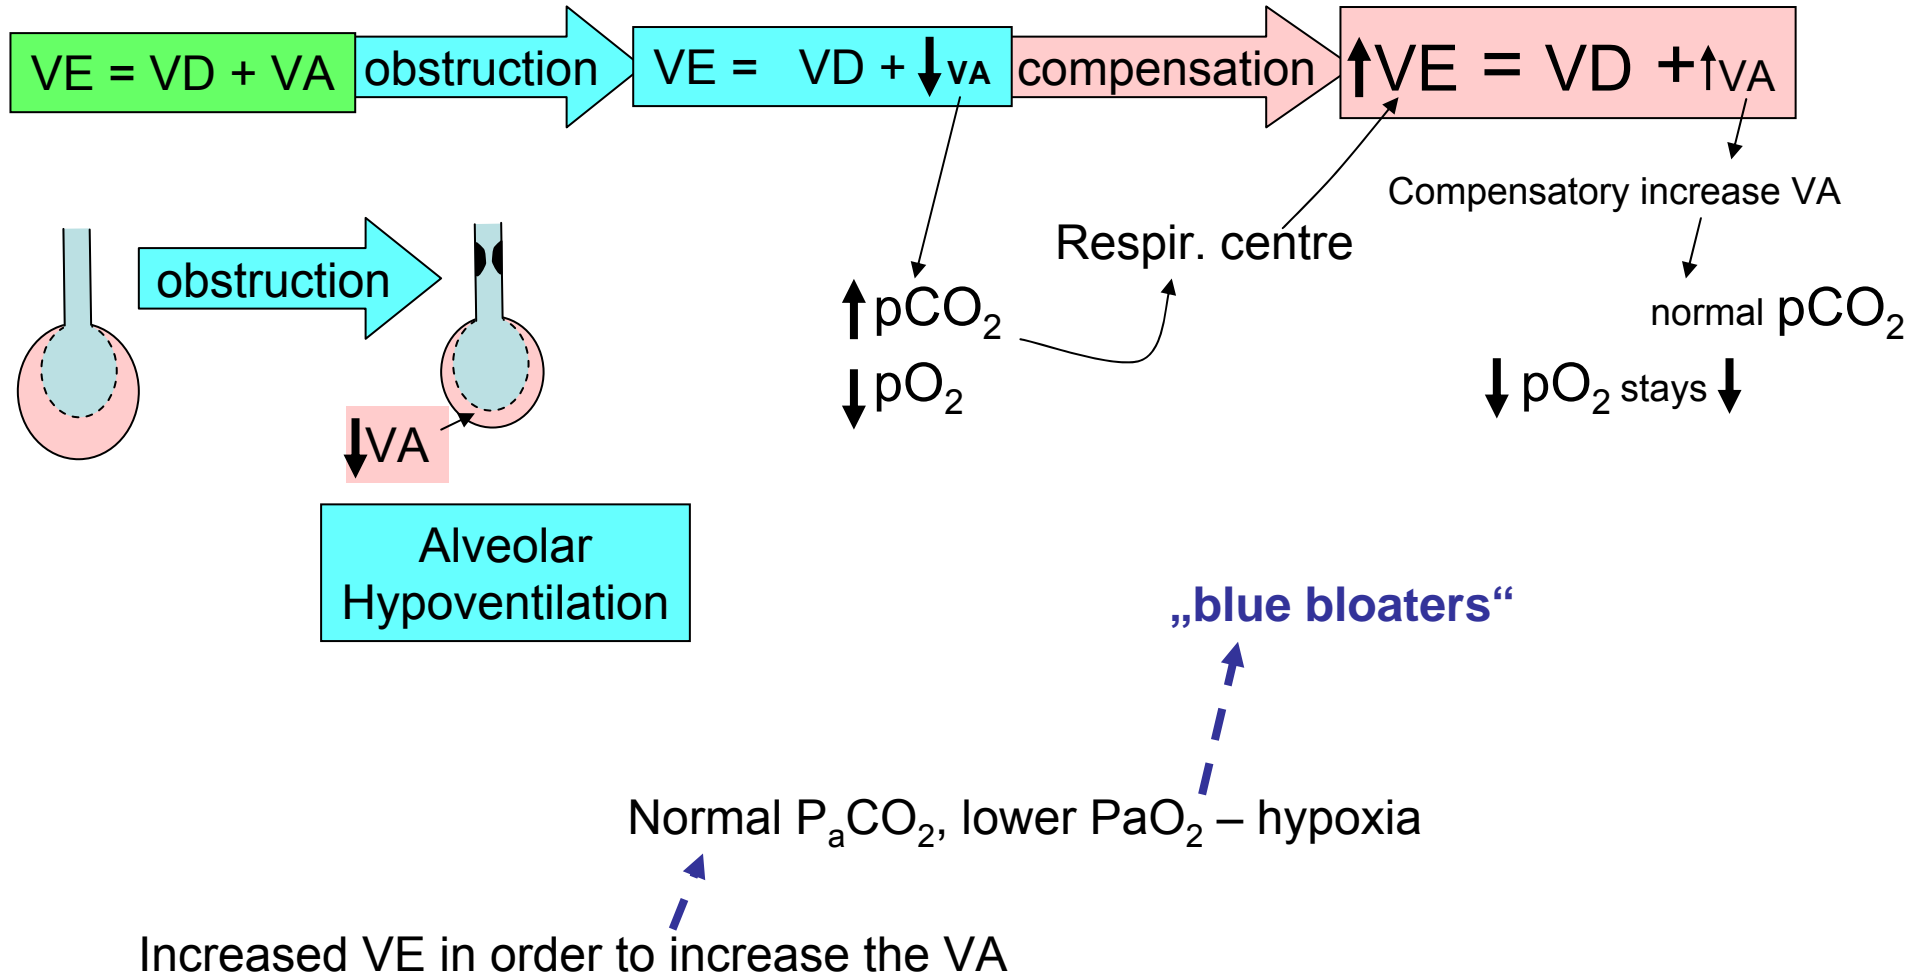 VE = VD + VA
obstruction
VE = VD + ↓VA
compensation
↑VE = VD + ↑VA
Compensatory increase VA
Respir. centre
obstruction
↑ pCO₂
normal pCO₂
↓ pO₂
↓ pO₂ stays ↓
↓VA
Alveolar
Hypoventilation
„blue bloaters“
Normal PₐCO₂, lower PaO₂ – hypoxia
Increased VE in order to increase the VA